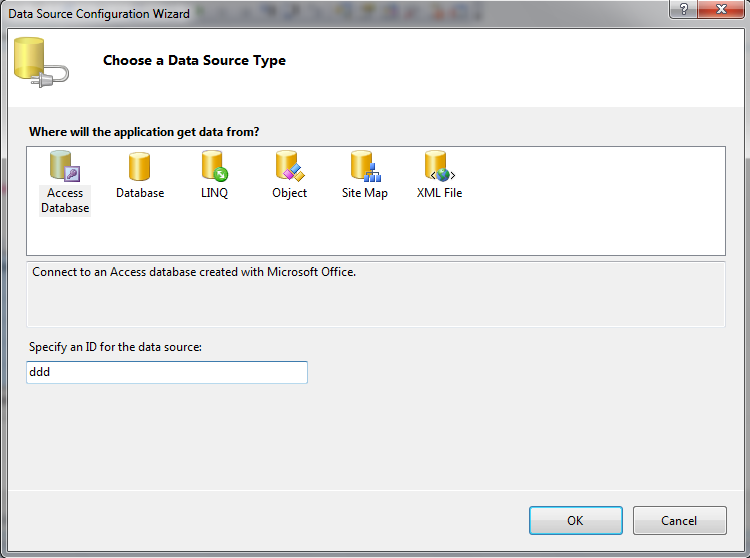 Data Source Configuration Wizard
?
Choose a Data Source Type
Where will the application get data from?
Access
Database
Database
LINQ
Object
Site Map
XML File
Connect to an Access database created with Microsoft Office.
Specify an ID for the data source:
ddd
OK
Cancel